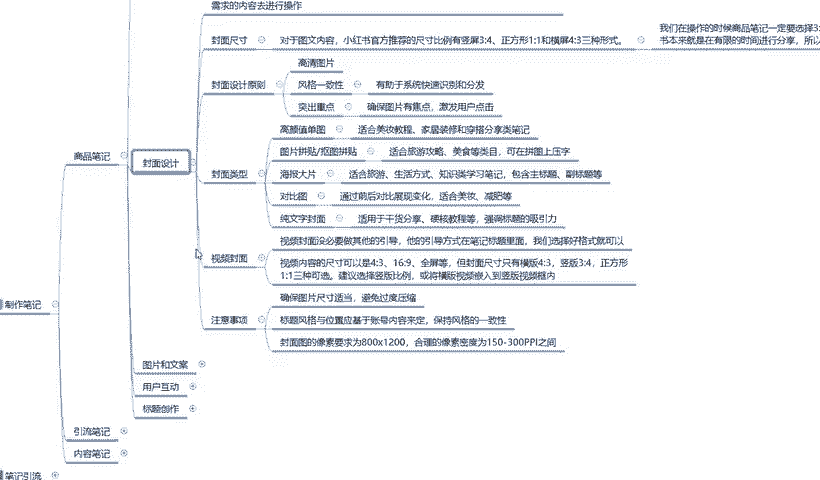 需求的内容去进行操作
我们在操作的时候商品笔记一定要选择3:
封面尺寸 对于图文内容，小红书官方推荐的尺寸比例有竖屏3:4、正方形1:1和横屏4:3三种形式。 书本来就是在有限的时间进行分享，所以
高清图片
封面设计原则 风格一致性 有助于系统快速识别和分发
突出重点 确保图片有焦点，激发用户点击
高颜值单图 适合美妆教程、家居装修和穿搭分享类笔记
商品笔记 封面设计 图片拼贴/抠图拼贴 适合旅游攻略、美食等类目，可在拼图上压字
封面类型 海报大片 适合旅游、生活方式、知识类学习笔记，包含主标题、副标题等
对比图 通过前后对比展现变化，适合美妆、减肥等
纯文字封面 适用于干货分享、硬核教程等，强调标题的吸引力
视频封面没必要做其他的引导，他的引导方式在笔记标题里面，我们选择好格式就可以
视频封面 视频内容的尺寸可以是4:3、16:9、全屏等，但封面尺寸只有横版4:3，竖版3:4，正方形
1:1三种可选。建议选择竖版比例，或将横版视频嵌入到竖版视频框内
制作笔记 确保图片尺寸适当，避免过度压缩
注意事项 标题风格与位置应基于账号内容来定，保持风格的一致性
封面图的像素要求为800x1200，合理的像素密度为150-300PPI之间
图片和文案
用户互动
标题创作
引流笔记
内容笔记
笔记引流